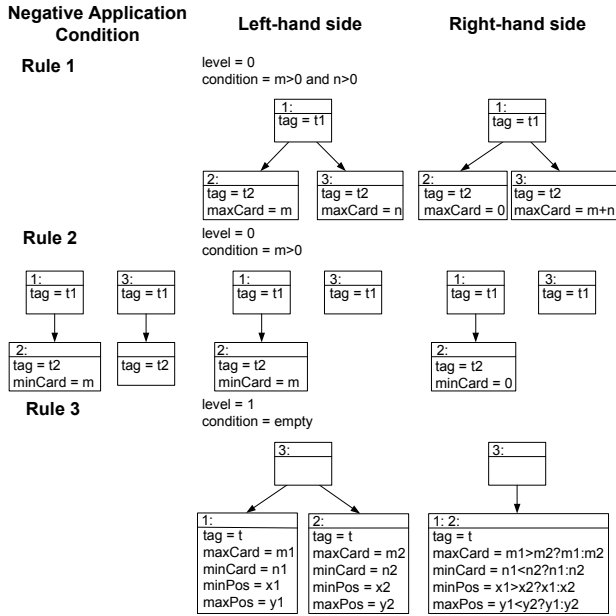 Negative Application
Condition
Left-hand side
Right-hand side
Rule 1
level = 0
condition = m>0 and n>0
1:
tag = t1
2:
tag = t2
maxCard = m
3:
tag = t2
maxCard = n
1:
tag = t1
2:
tag = t2
maxCard = 0
3:
tag = t2
maxCard = m+n
Rule 2
level = 0
condition = m>0
1:
tag = t1
3:
tag = t1
2:
tag = t2
minCard = m
tag = t2
1:
tag = t1
3:
tag = t1
2:
tag = t2
minCard = m
1:
tag = t1
3:
tag = t1
2:
tag = t2
minCard = 0
Rule 3
level = 1
condition = empty
3:
1:
tag = t
maxCard = m1
minCard = n1
minPos = x1
maxPos = y1
2:
tag = t
maxCard = m2
minCard = n2
minPos = x2
maxPos = y2
3:
1: 2:
tag = t
maxCard = m1>m2?m1:m2
minCard = n1<n2?n1:n2
minPos = x1>x2?x1:x2
maxPos = y1<y2?y1:y2